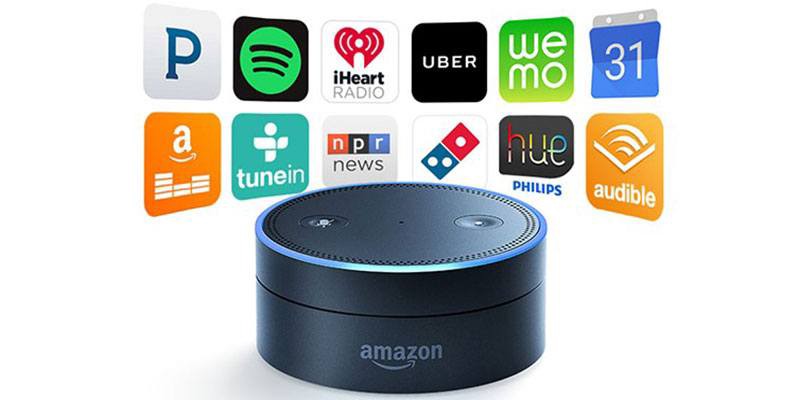 P
iHeart
RADIO
UBER
we
mo
31
a
tunein
npr
news
hue
PHILIPS
audible
amazon